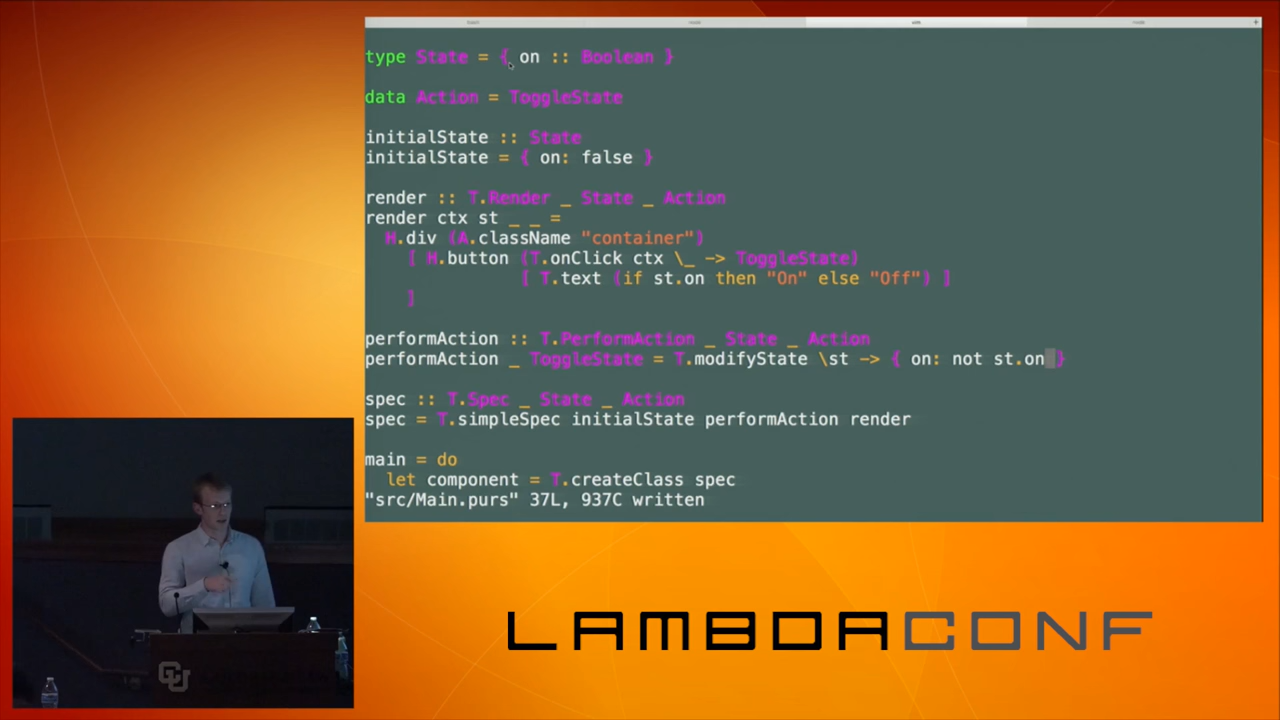 type State = { on :: Boolean }
data Action = ToggleState
initialState :: State
initialState = { on: false }
render :: T.Render _ State _ Action
render ctx st _ _ =
H.div (A.className "container")
[ H.button (T.onClick ctx \_ -> ToggleState)
[ T.text (if st.on then "On" else "Off") ]
]
performAction :: T.PerformAction _ State _ Action
performAction _ ToggleState = T.modifyState \st -> { on: not st.on }
spec :: T.Spec _ State _ Action
spec = T.simpleSpec initialState performAction render
main = do
let component = T.createClass spec
"src/Main.purs" 37L, 937C written
LAMBDACONF
CU